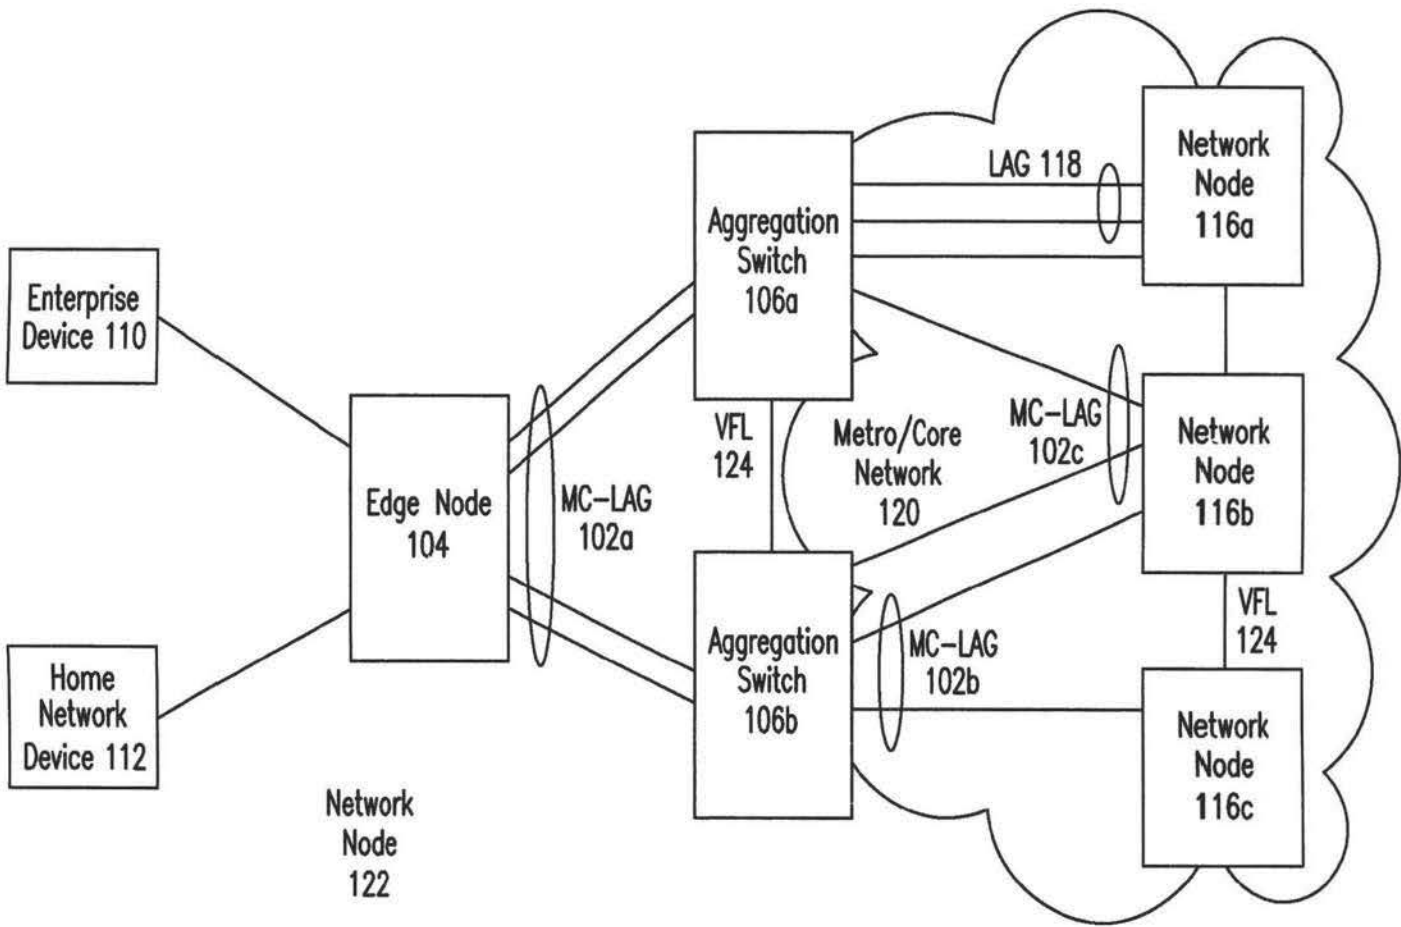 Enterprise
Device 110
Home
Network
Device 112
Network
Node
122
Edge Node
104
MC-LAG
102a
Aggregation
Switch
106a
VFL
124
Aggregation
Switch
106b
Metro/Core
Network
120
LAG 118
MC-LAG
102c
MC-LAG
102b
Network
Node
116a
Network
Node
116b
VFL
124
Network
Node
116c